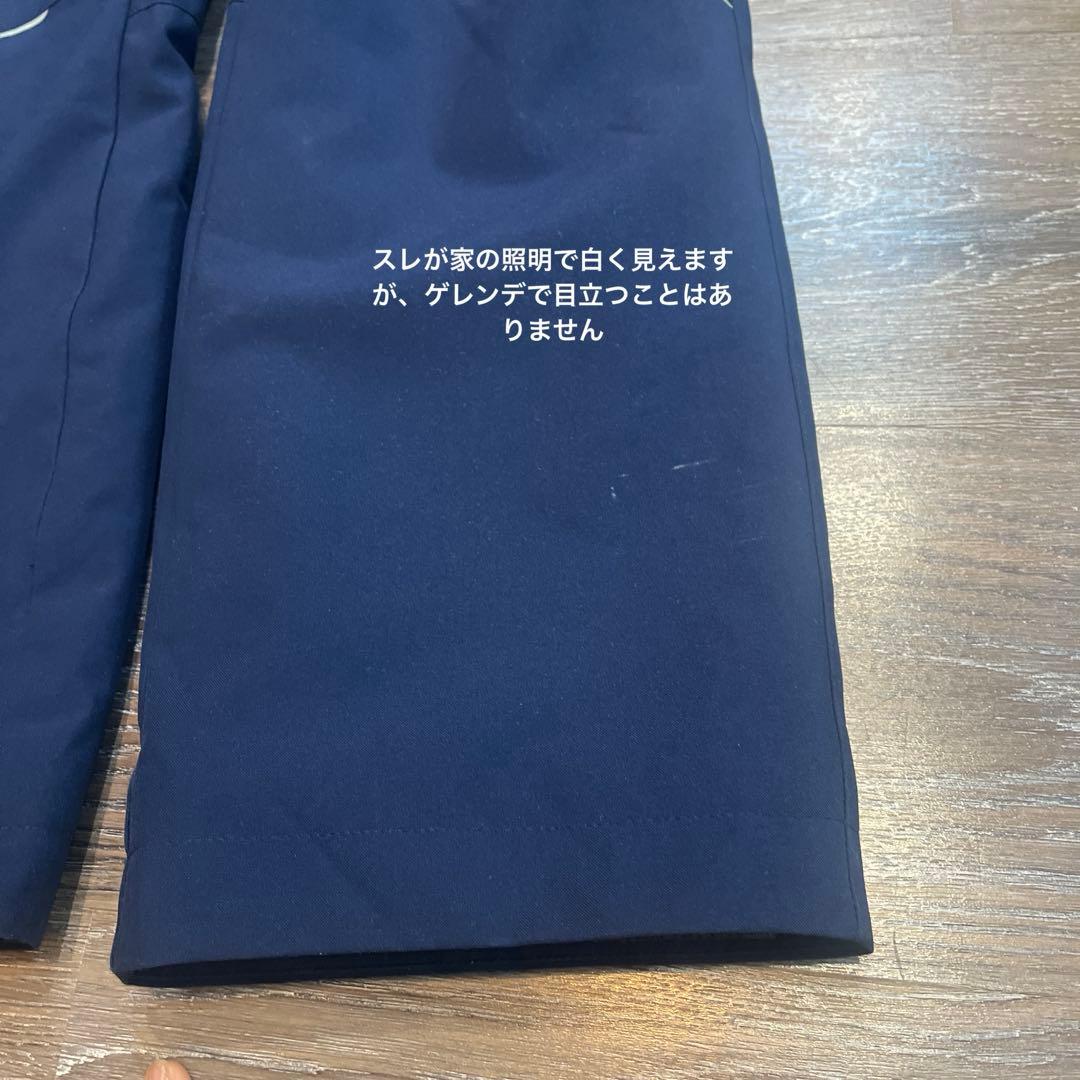 スレが家の照明で白く見えます
が、ゲレンデで目立つことはあ
りません